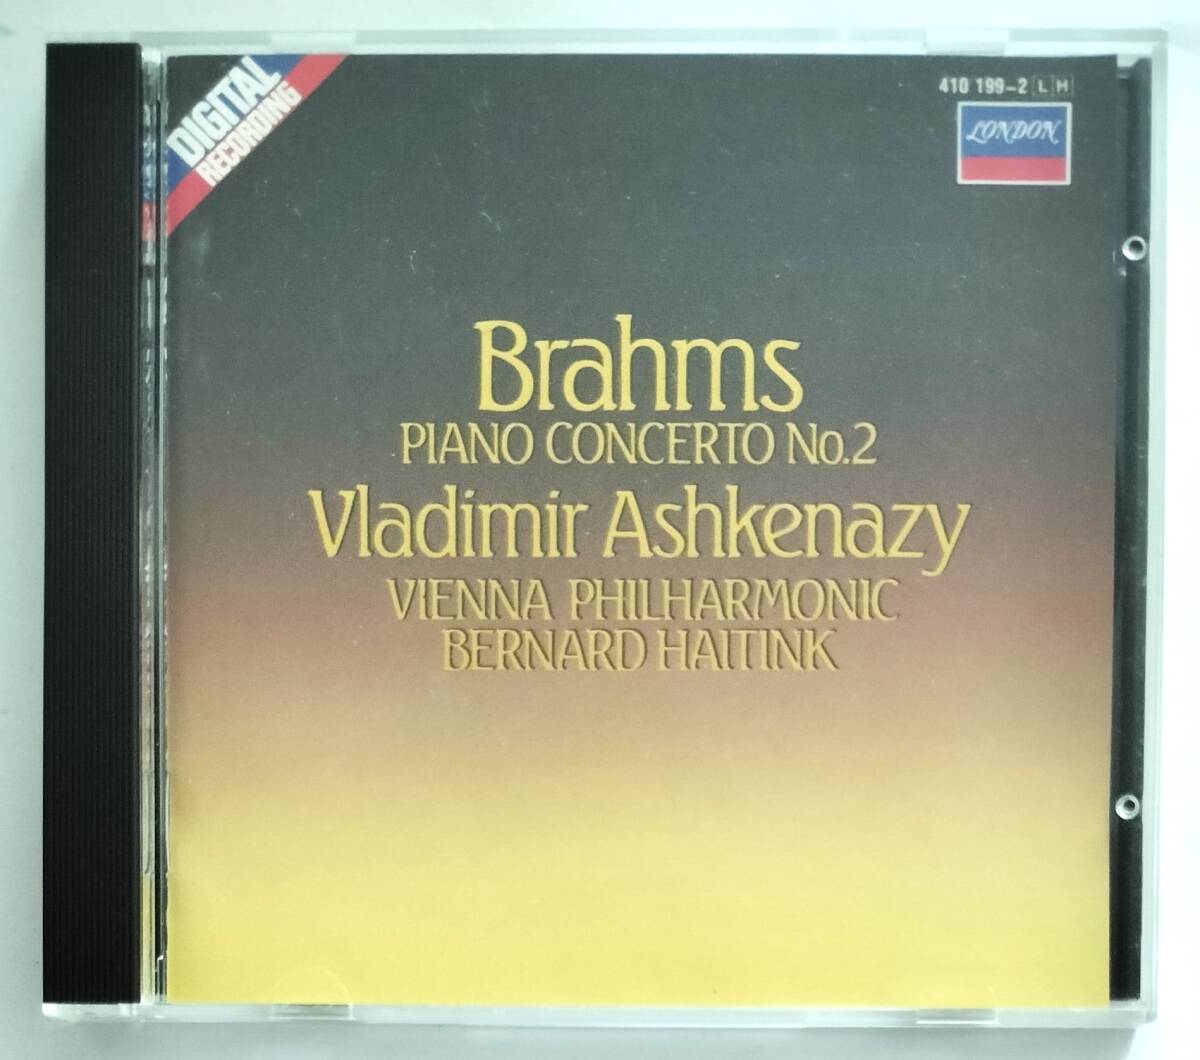 DIGITAL
RECORDING
410 199-2 L H
LONDON
Brahms
PIANO CONCERTO No.2
Vladimir Ashkenazy
VIENNA PHILHARMONIC
BERNARD HAITINK